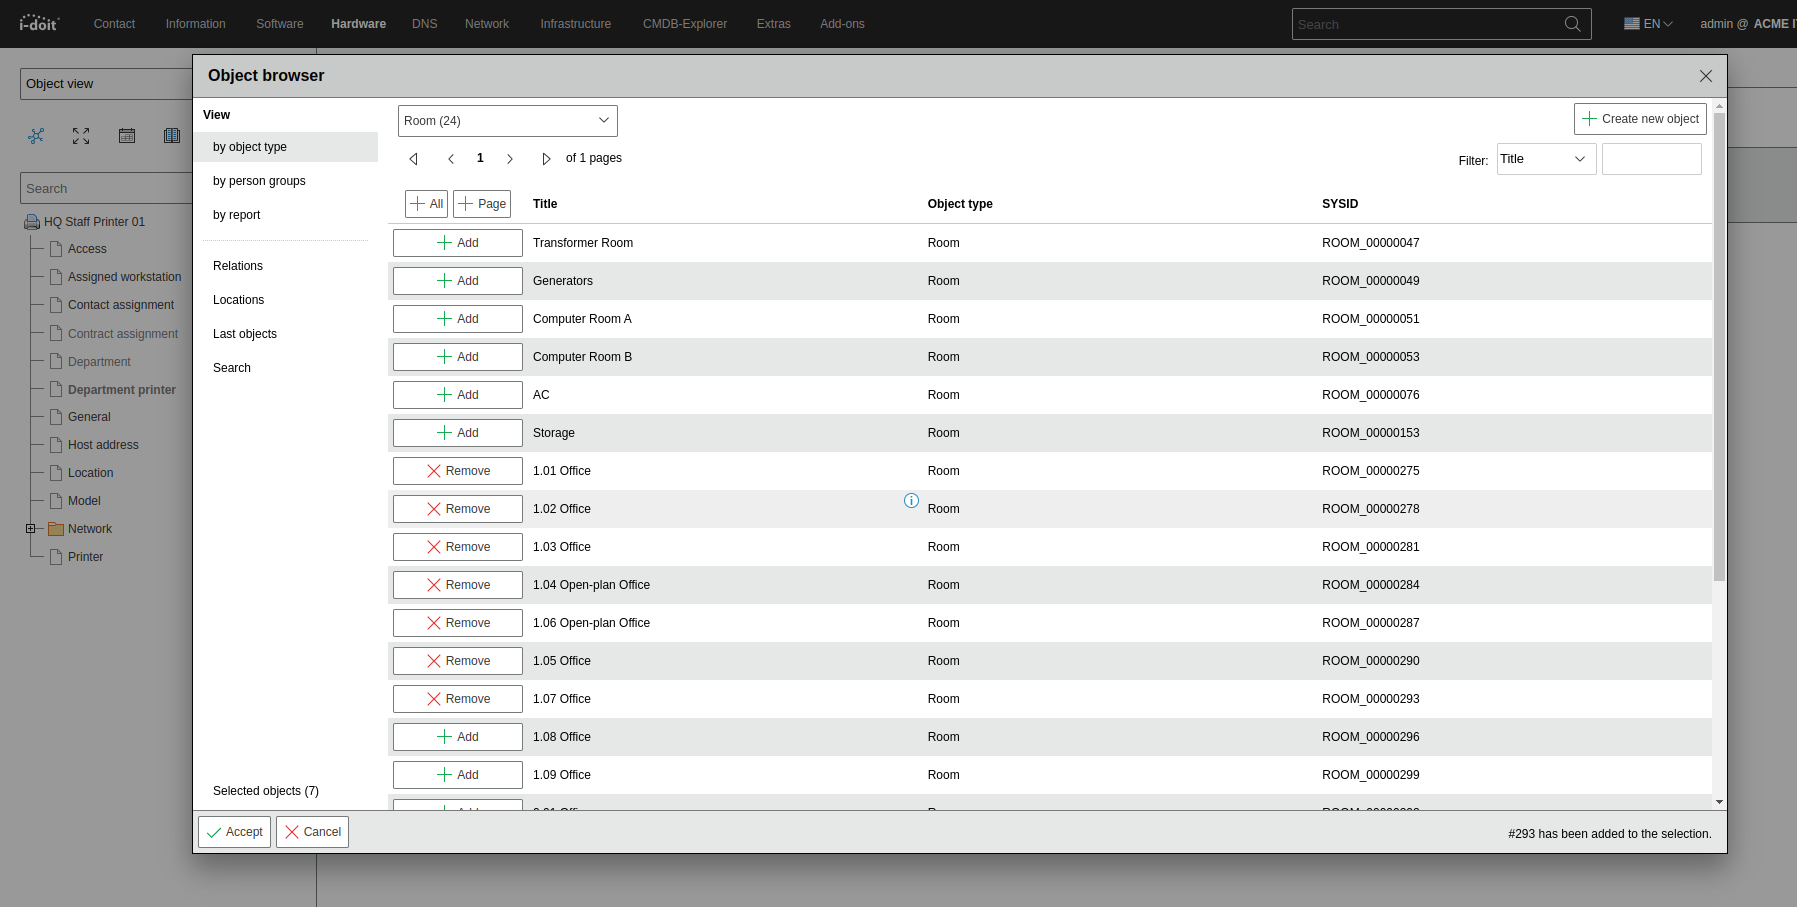 i-doit Contact Information Software Hardware DNS Network Infrastructure CMDB-Explorer Extras Add-ons Search EN admin @ ACME IT
Object view
Search
HQ Staff Printer 01
Access
Assigned workstation
Contact assignment
Contract assignment
Department
Department printer
General
Host address
Location
Model
Network
Printer
Object browser
View
by object type
by person groups
by report
Relations
Locations
Last objects
Search
Selected objects (7)
Room (24) Create new object
1 of 1 pages Filter: Title
All Page Title Object type SYSID
Add Transformer Room Room ROOM_00000047
Add Generators Room ROOM_00000049
Add Computer Room A Room ROOM_00000051
Add Computer Room B Room ROOM_00000053
Add AC Room ROOM_00000076
Add Storage Room ROOM_00000153
Remove 1.01 Office Room ROOM_00000275
Remove 1.02 Office Room ROOM_00000278
Remove 1.03 Office Room ROOM_00000281
Remove 1.04 Open-plan Office Room ROOM_00000284
Remove 1.06 Open-plan Office Room ROOM_00000287
Remove 1.05 Office Room ROOM_00000290
Remove 1.07 Office Room ROOM_00000293
Add 1.08 Office Room ROOM_00000296
Add 1.09 Office Room ROOM_00000299
Accept Cancel #293 has been added to the selection.